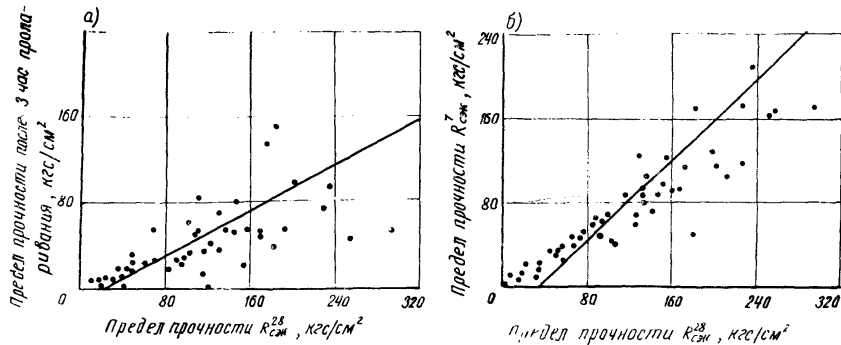 а)
Предел прочности после 3 час пропа-
ривания, кгс/см²
160
80
0
80
160
240
320
Предел прочности R²⁸сж, кгс/см²
б)
Предел прочности R⁷сж, кгс/см²
240
160
80
0
80
160
240
320
Предел прочности R²⁸сж, кгс/см²